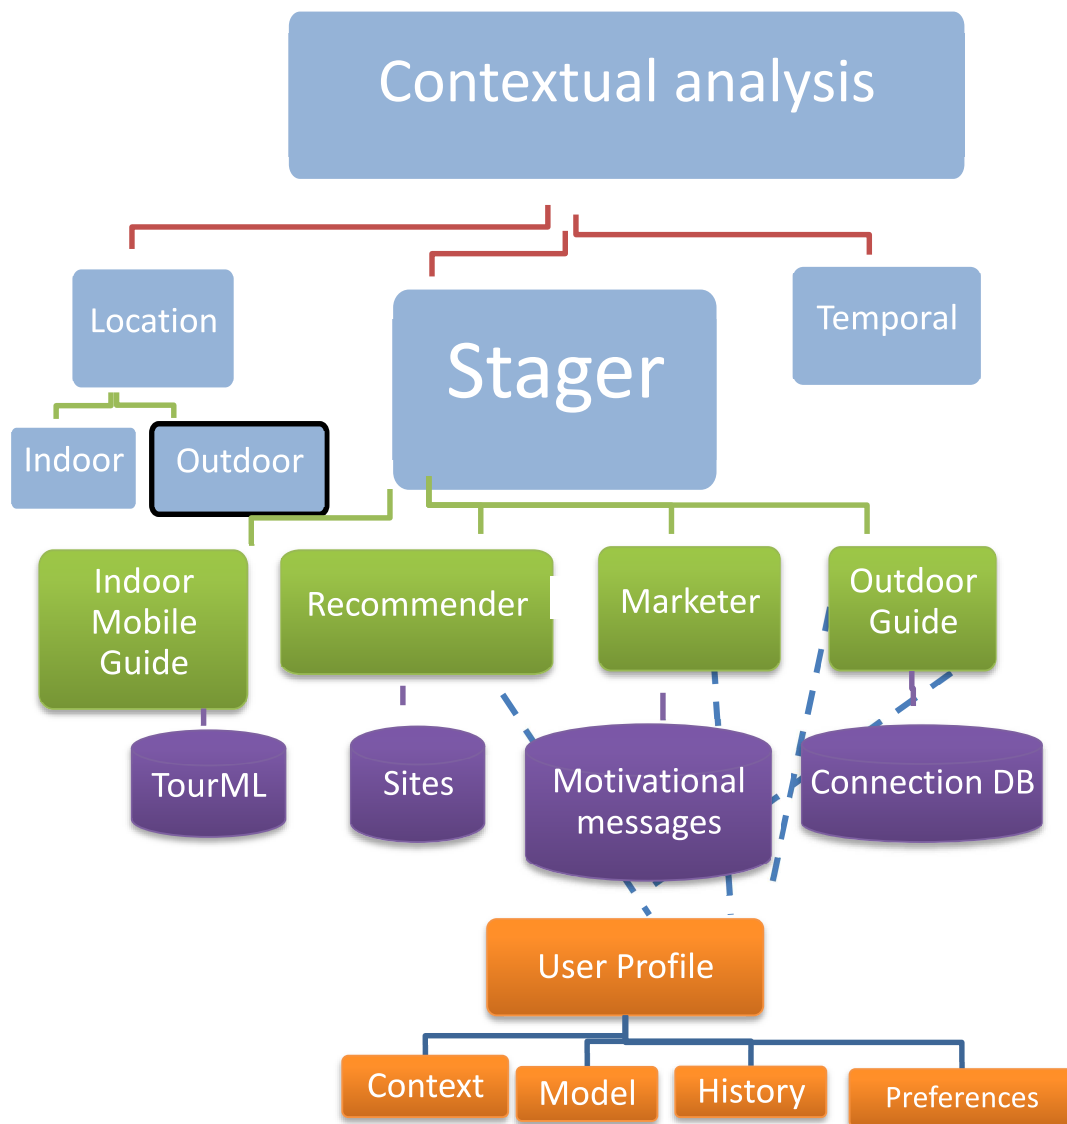 Contextual analysis
Location
Stager
Temporal
Indoor
Outdoor
Indoor
Mobile
Guide
Recommender
Marketer
Outdoor
Guide
TourML
Sites
Motivational
messages
Connection DB
User Profile
Context
Model
History
Preferences